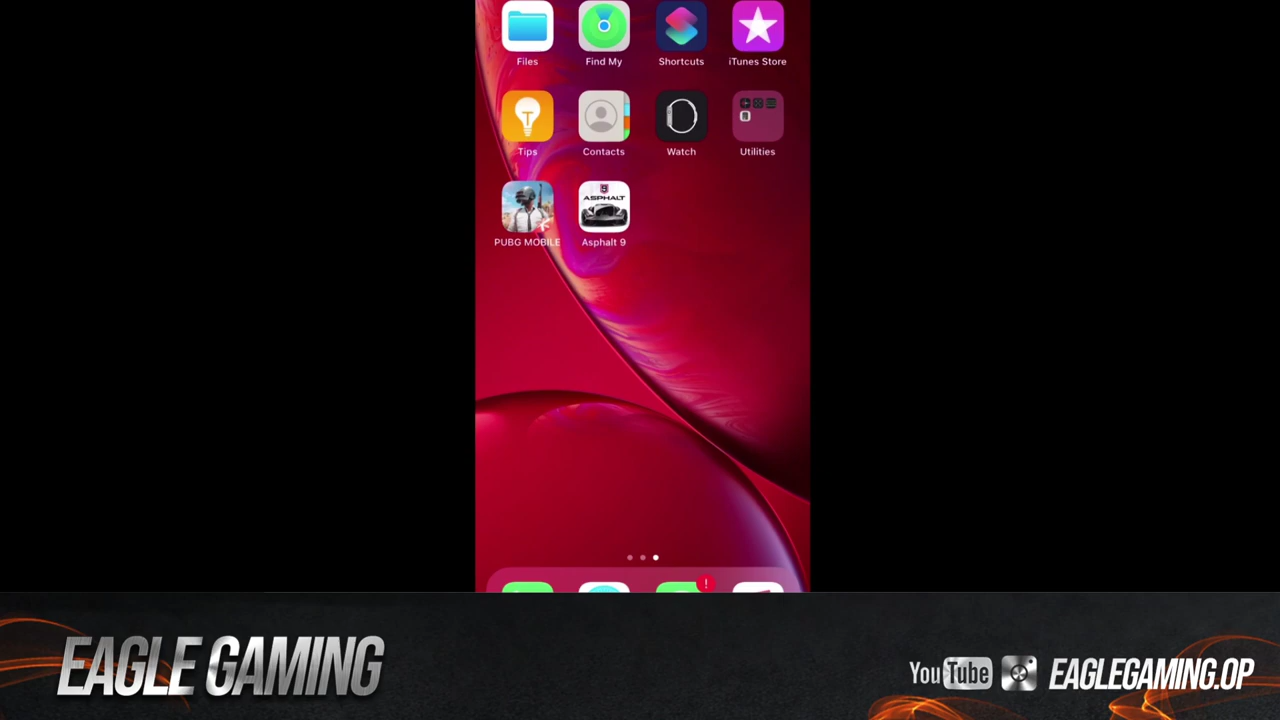 Files
Find My
Shortcuts
iTunes Store
Tips
Contacts
Watch
Utilities
9
ASPHALT
PUBG MOBILE
Asphalt 9
!
EAGLE GAMING
YouTube
EAGLEGAMING.OP